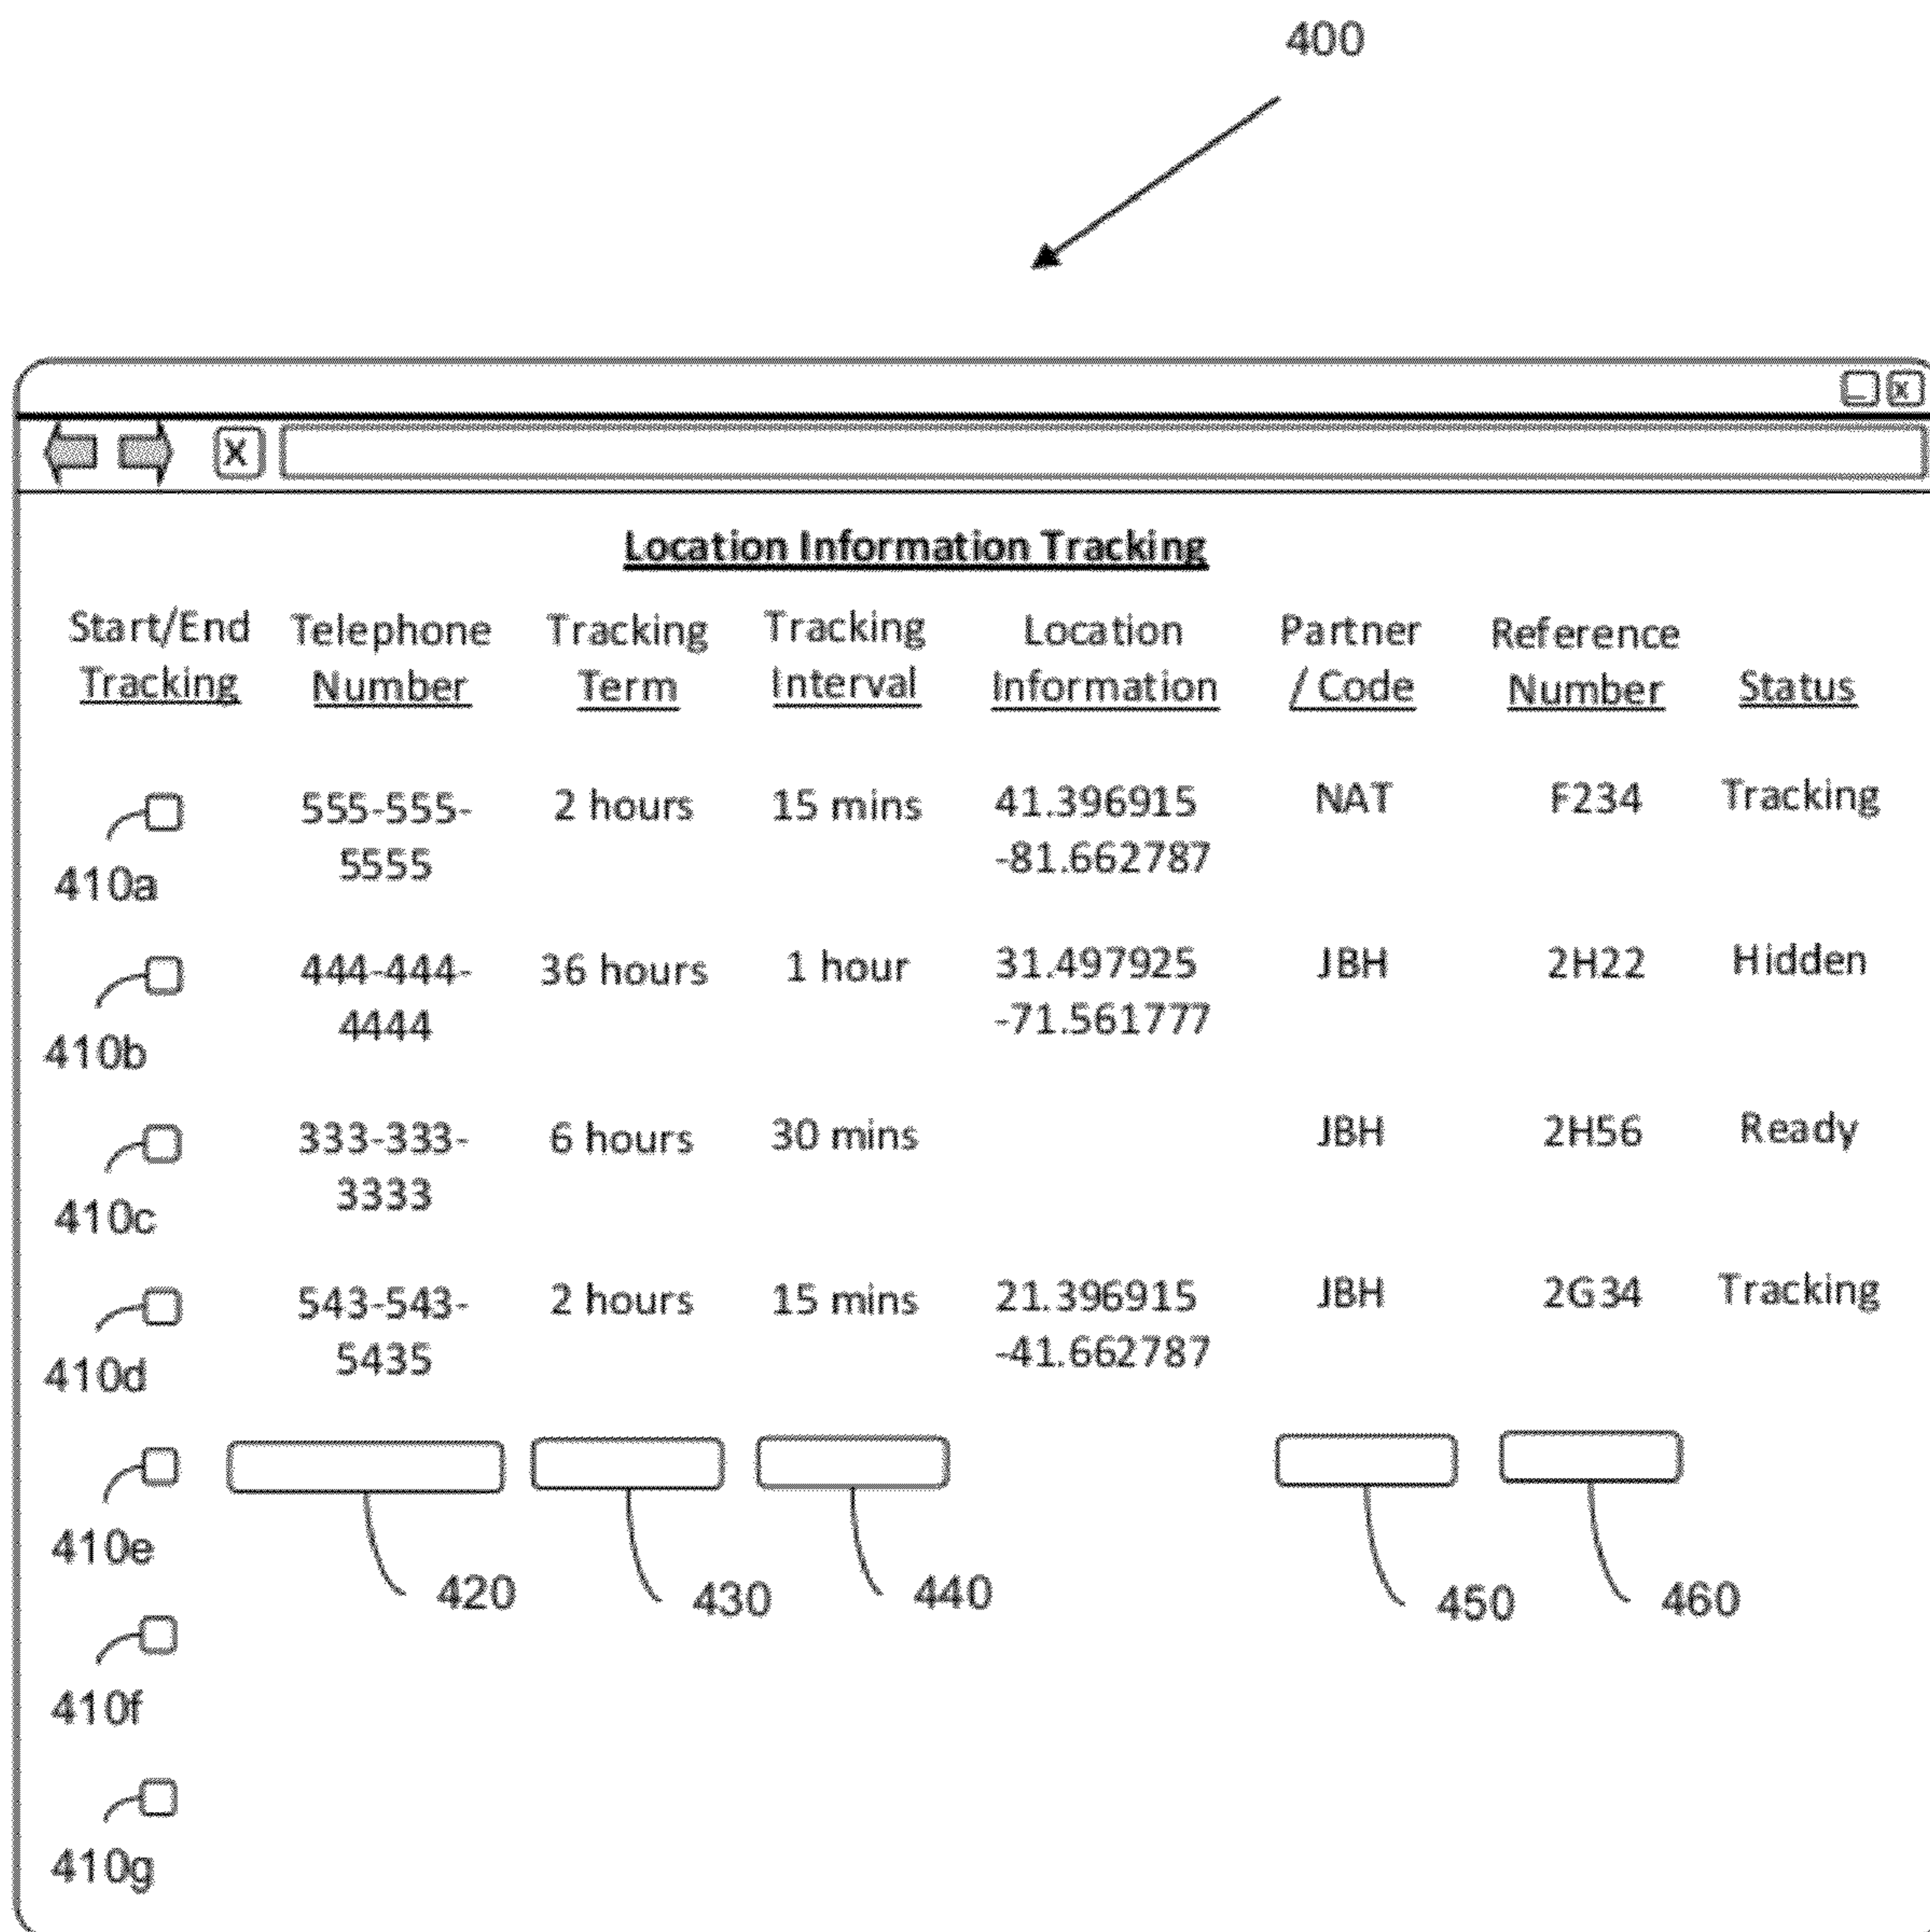 400
X
X
Location Information Tracking
Start/End Telephone Tracking Tracking Location Partner Reference
Tracking Number Term Interval Information / Code Number Status
555-555- 2 hours 15 mins 41.396915 NAT F234 Tracking
5555 -81.662787
410a
444-444- 36 hours 1 hour 31.497925 JBH 2H22 Hidden
4444 -71.561777
410b
333-333- 6 hours 30 mins JBH 2H56 Ready
3333
410c
543-543- 2 hours 15 mins 21.396915 JBH 2G34 Tracking
5435 -41.662787
410d
410e
420 430 440 450 460
410f
410g